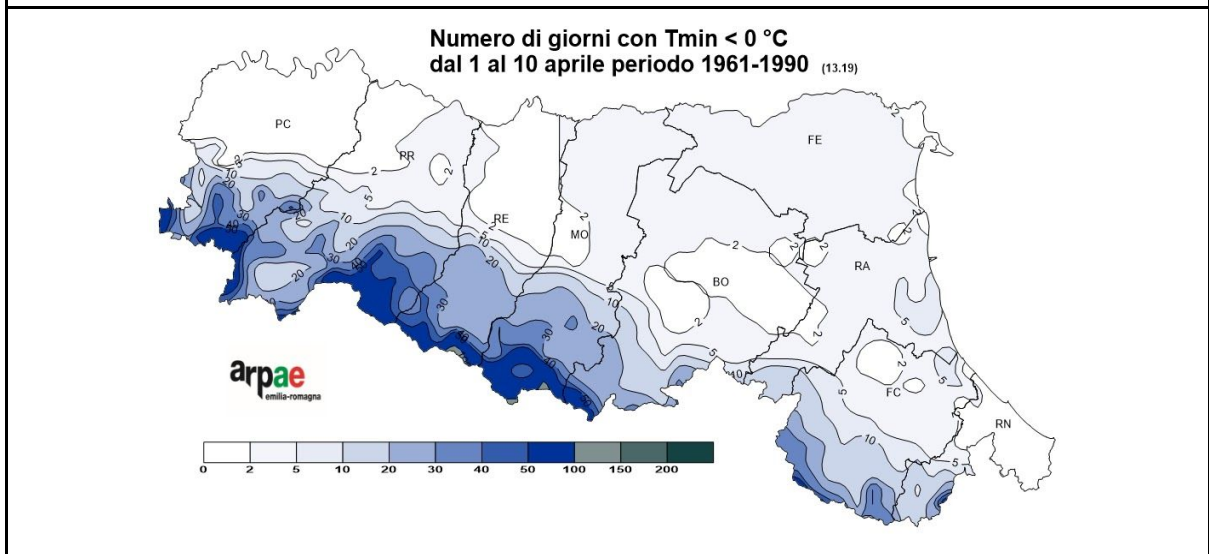 Numero di giorni con Tmin < 0 °C
dal 1 al 10 aprile periodo 1961-1990 (13.19)
PC
FE
PR
RE
MO
BO
RA
FC
RN
arpae
emilia-romagna
0 2 5 10 20 30 40 50 100 150 200